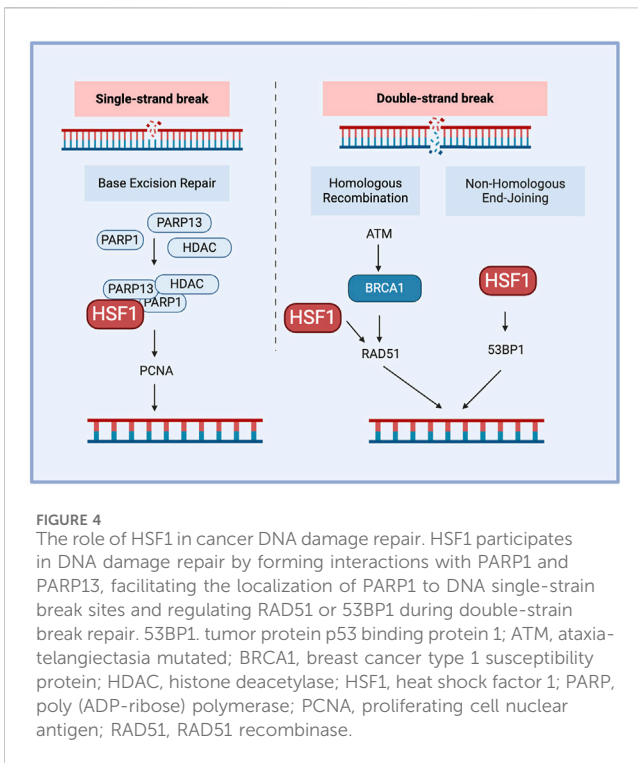 Single-strand break
Double-strand break
Base Excision Repair
Homologous
Recombination
Non-Homologous
End-Joining
PARP13
PARP1
HDAC
ATM
HDAC
PARP13
PARP1
HSF1
BRCA1
HSF1
HSF1
PCNA
RAD51
53BP1
FIGURE 4
The role of HSF1 in cancer DNA damage repair. HSF1 participates
in DNA damage repair by forming interactions with PARP1 and
PARP13, facilitating the localization of PARP1 to DNA single-strain
break sites and regulating RAD51 or 53BP1 during double-strain
break repair. 53BP1. tumor protein p53 binding protein 1; ATM, ataxia-
telangiectasia mutated; BRCA1, breast cancer type 1 susceptibility
protein; HDAC, histone deacetylase; HSF1, heat shock factor 1; PARP,
poly (ADP-ribose) polymerase; PCNA, proliferating cell nuclear
antigen; RAD51, RAD51 recombinase.